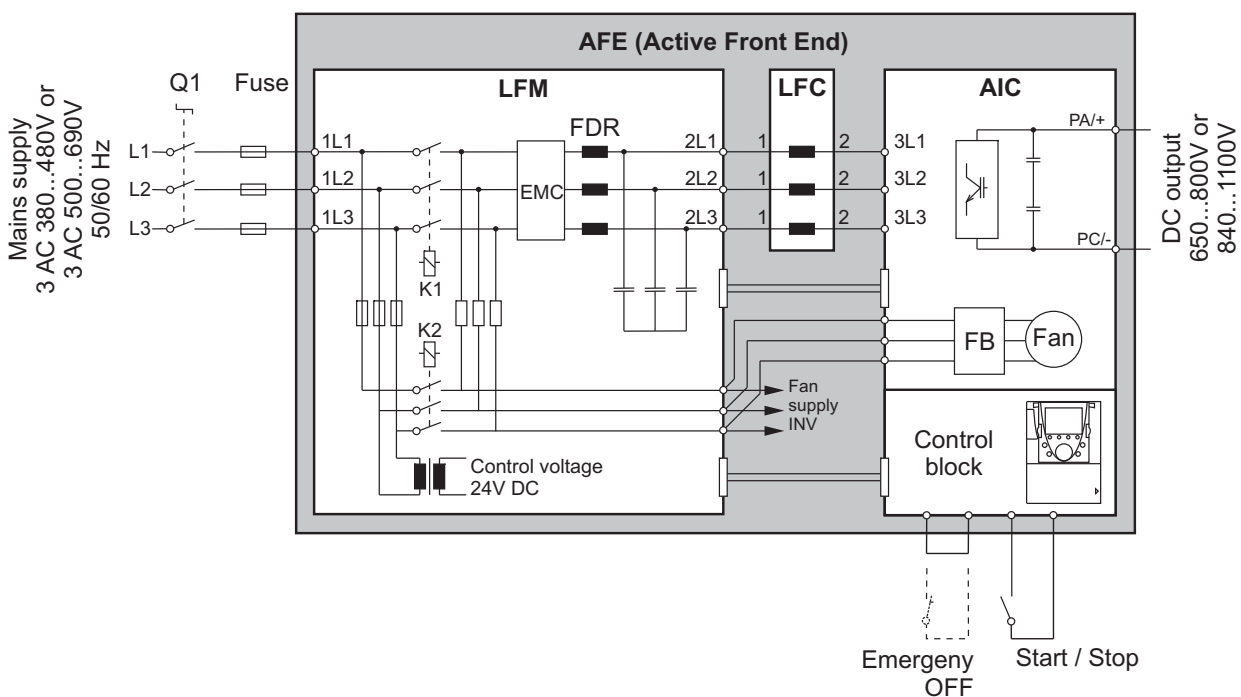 AFE (Active Front End)
Mains supply
3 AC 380...480V or
3 AC 500...690V
50/60 Hz
Q1
Fuse
L1
L2
L3
LFM
1L1
1L2
1L3
K1
K2
EMC
FDR
2L1
2L2
2L3
Control voltage
24V DC
LFC
1
2
1
2
1
2
Fan
supply
INV
AIC
3L1
3L2
3L3
PA/+
PC/-
FB
Fan
Control
block
DC output
650...800V or
840...1100V
Emergeny
OFF
Start / Stop